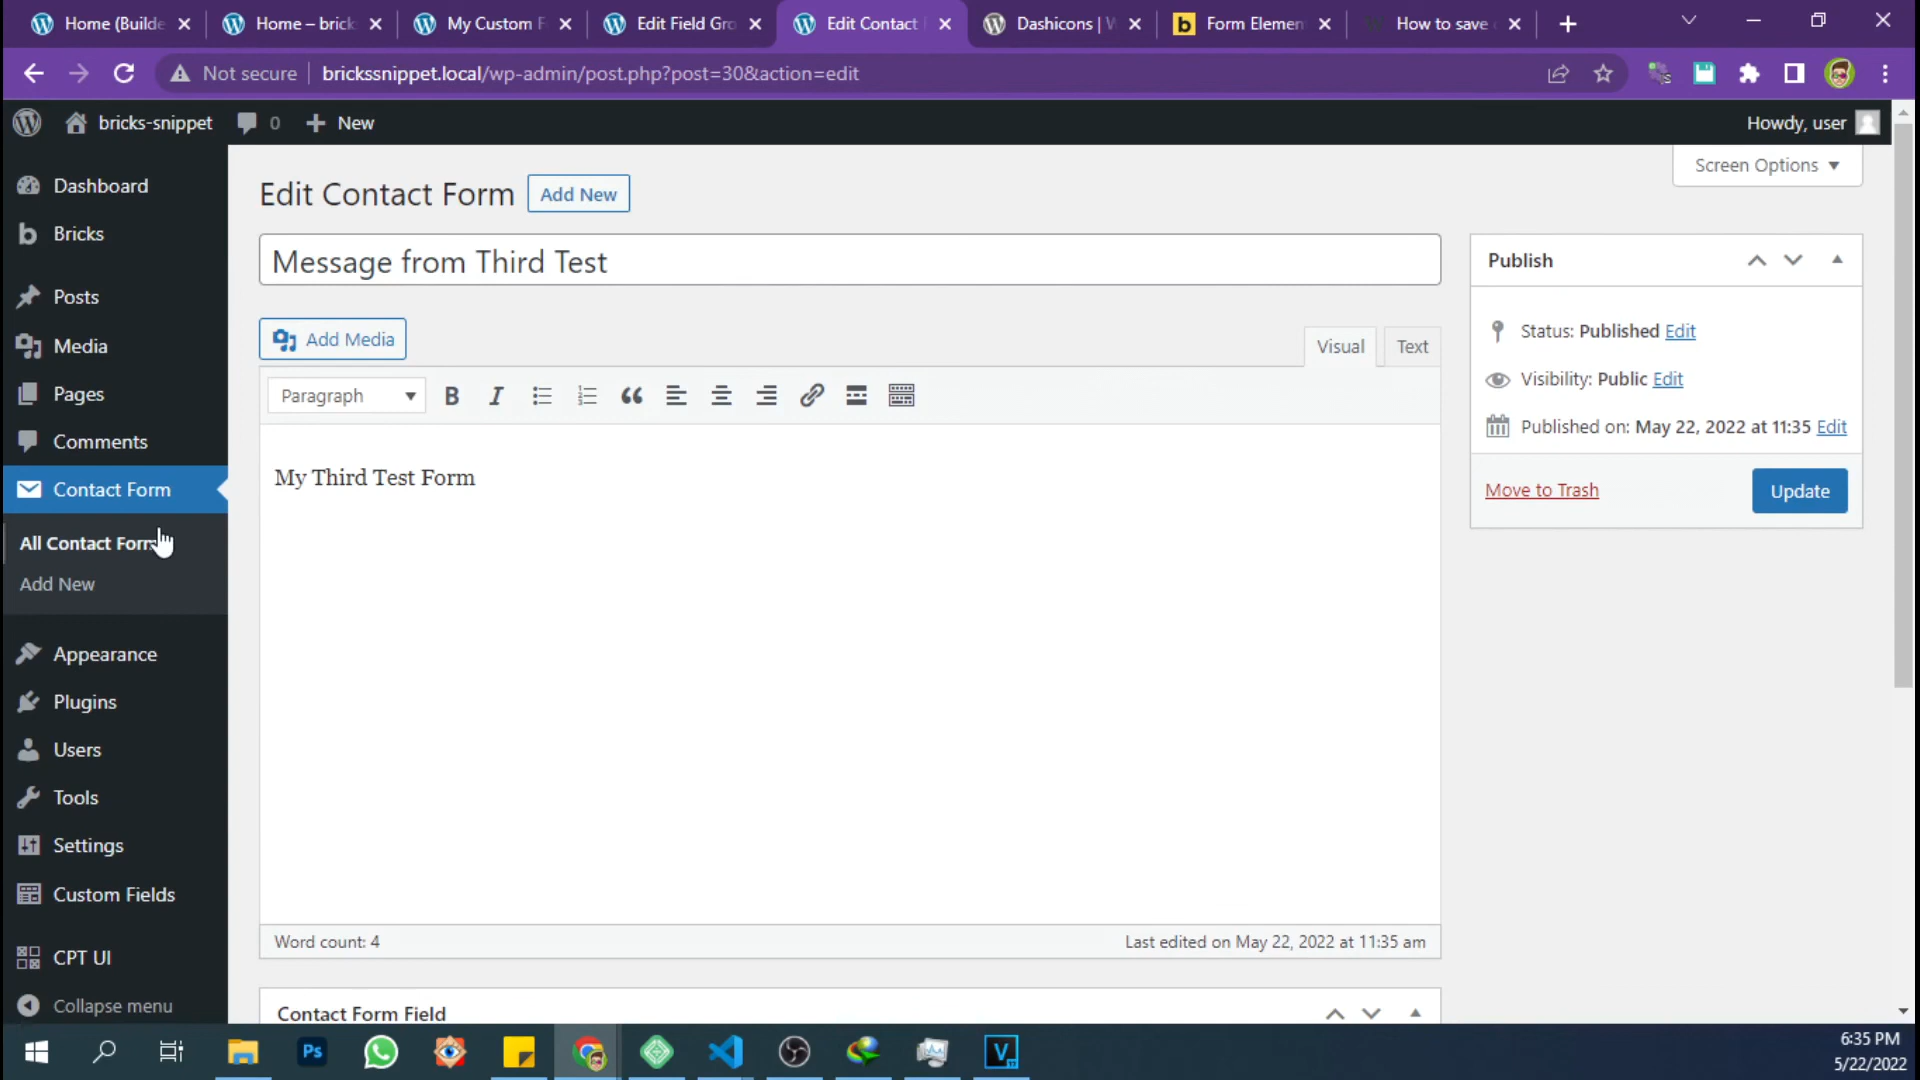 Home (Builde
Home – brick
My Custom F
Edit Field Gro
Edit Contact
Dashicons | W
Form Elemen
How to save
Not secure
brickssnippet.local/wp-admin/post.php?post=30&action=edit
bricks-snippet
0
New
Howdy, user
Screen Options
Dashboard
Bricks
Posts
Media
Pages
Comments
Contact Form
All Contact Form
Add New
Appearance
Plugins
Users
Tools
Settings
Custom Fields
CPT UI
Collapse menu
Edit Contact Form
Add New
Message from Third Test
Add Media
Visual
Text
Paragraph
My Third Test Form
Word count: 4
Last edited on May 22, 2022 at 11:35 am
Contact Form Field
Publish
Status: Published Edit
Visibility: Public Edit
Published on: May 22, 2022 at 11:35 Edit
Move to Trash
Update
Ps
V
6:35 PM
5/22/2022